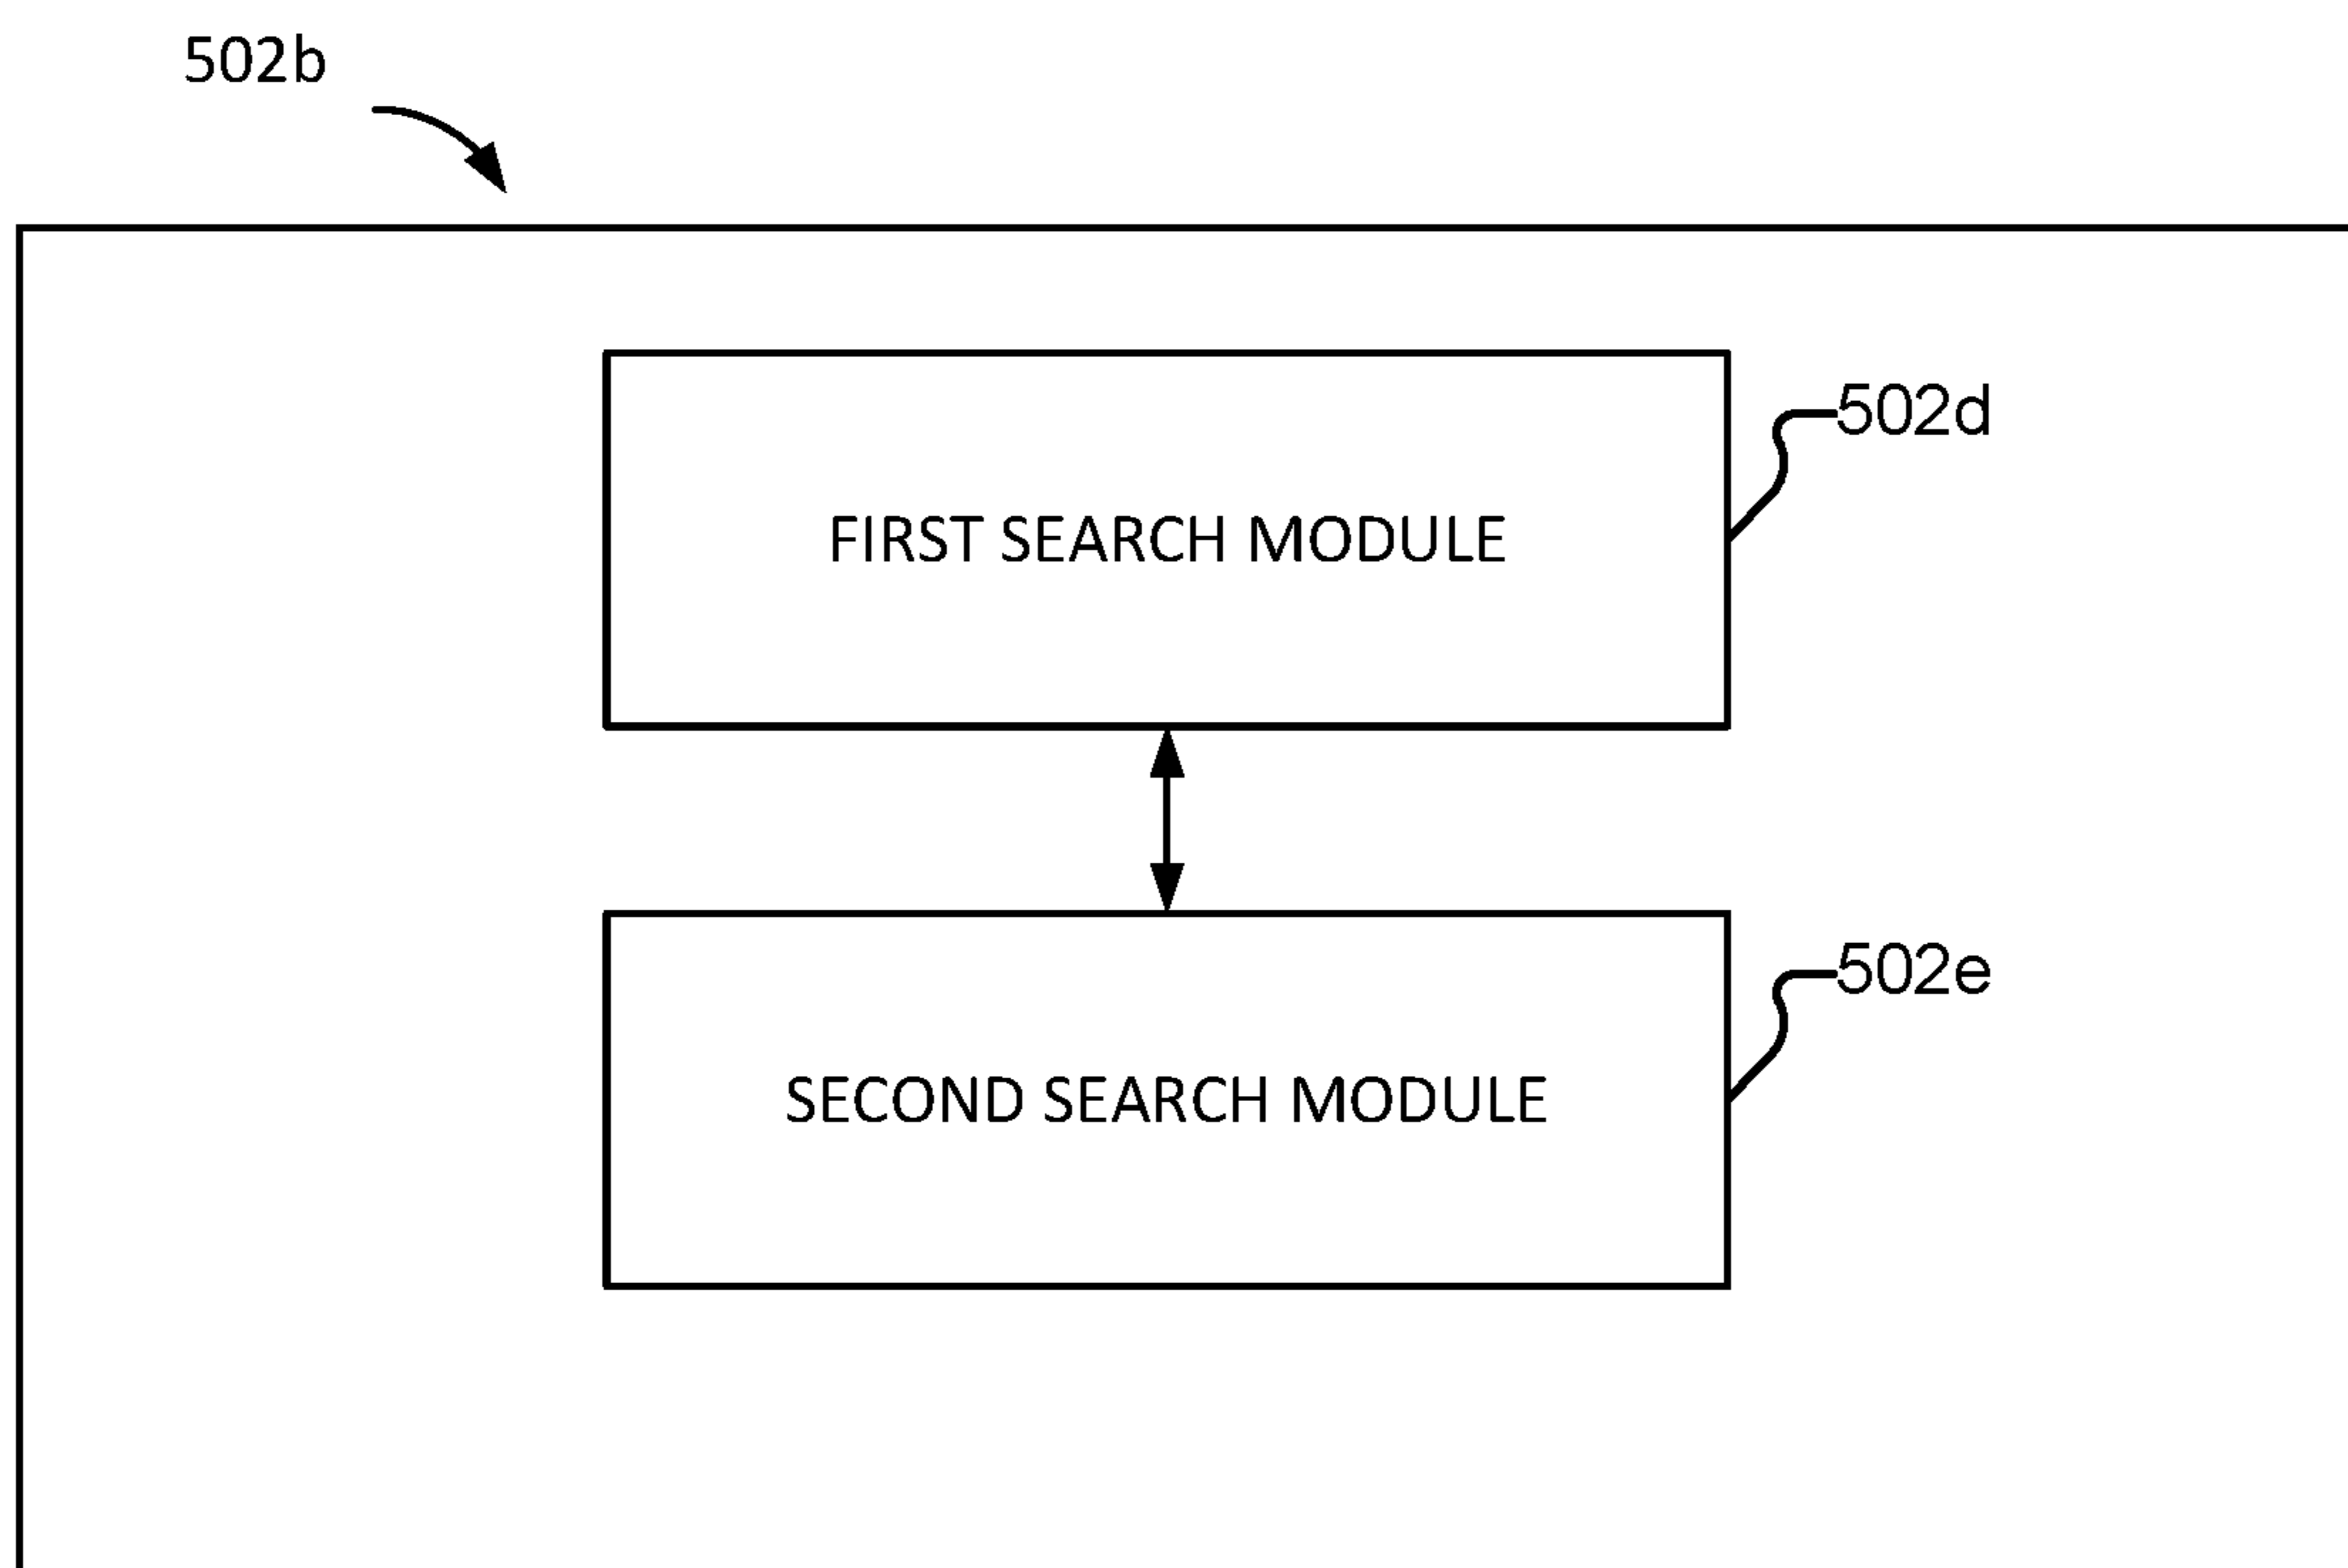 502b
502d
FIRST SEARCH MODULE
502e
SECOND SEARCH MODULE